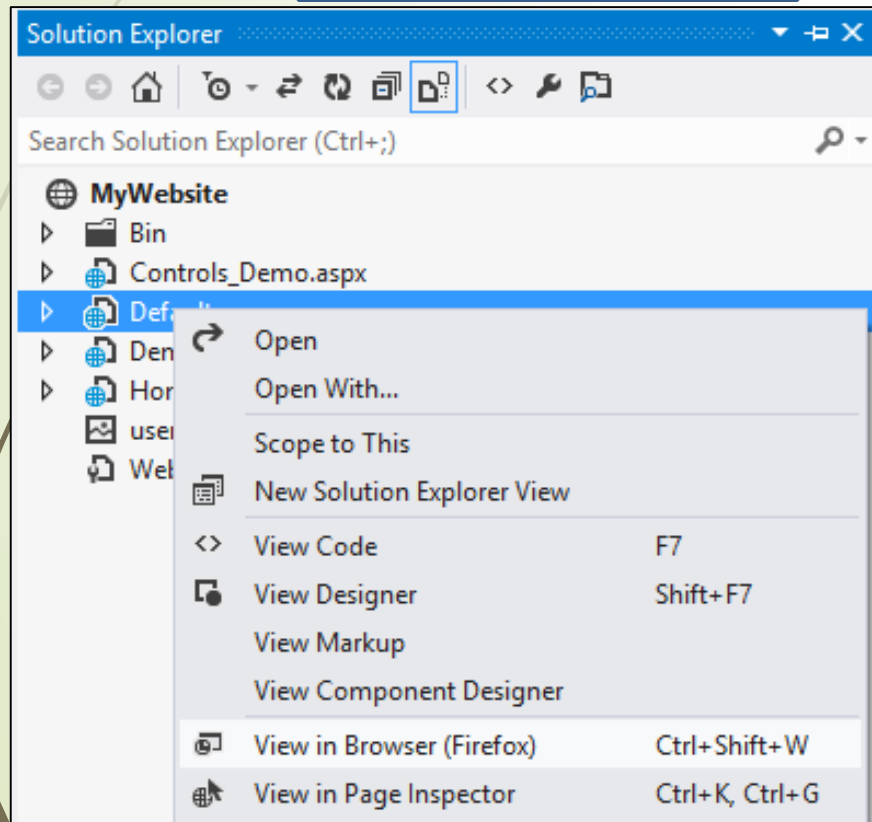 Solution Explorer
Search Solution Explorer (Ctrl+;)
MyWebsite
Bin
Controls_Demo.aspx
Open
Open With...
Scope to This
New Solution Explorer View
View Code F7
View Designer Shift+F7
View Markup
View Component Designer
View in Browser (Firefox) Ctrl+Shift+W
View in Page Inspector Ctrl+K, Ctrl+G